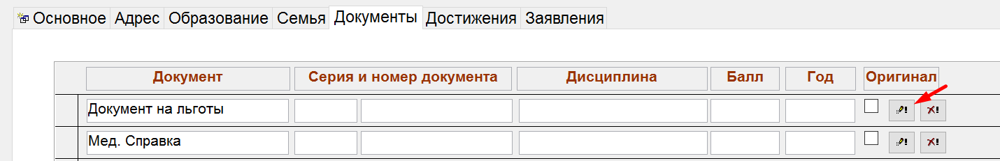 Основное Адрес Образование Семья Документы Достижения Заявления
Документ Серия и номер документа Дисциплина Балл Год Оригинал
Документ на льготы
Мед. Справка